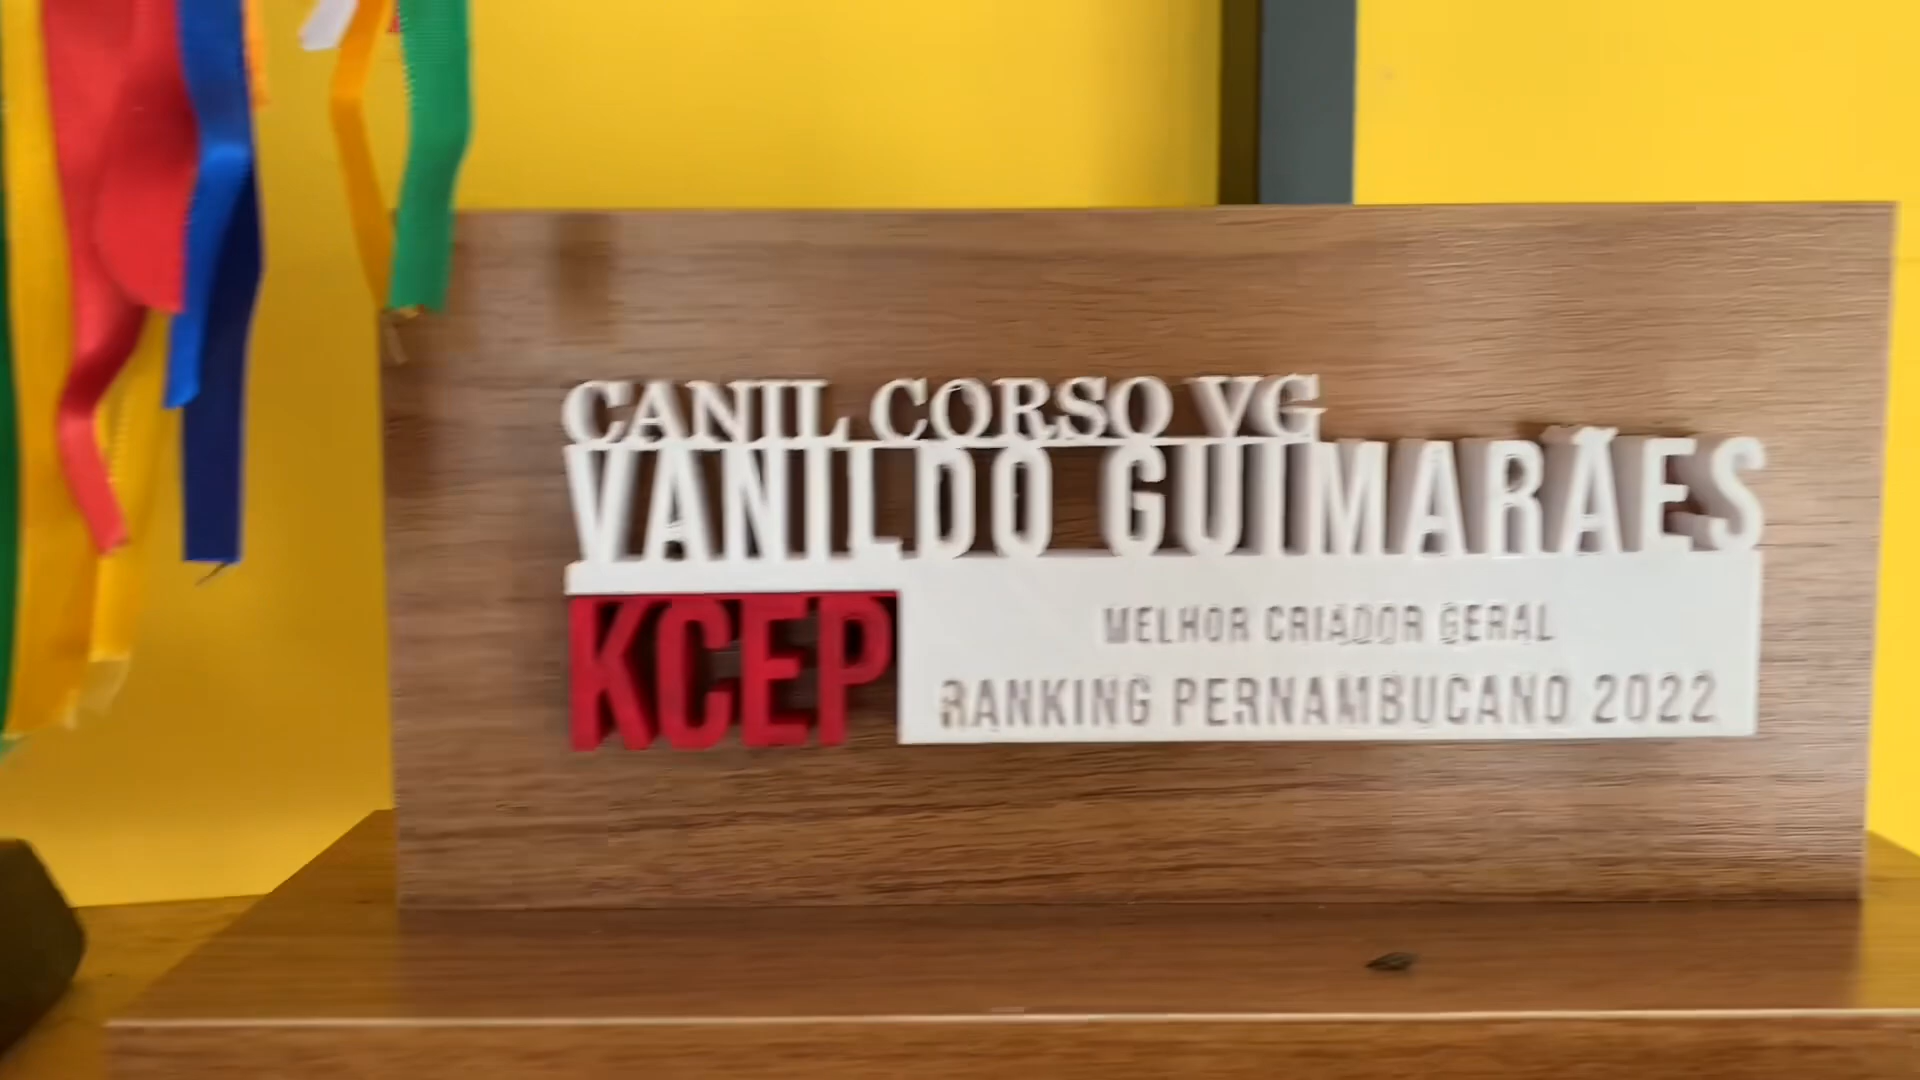 CANIL CORSO VG
VANILDO GUIMARÃES
KCEP
MELHOR CRIADOR GERAL
RANKING PERNAMBUCANO 2022